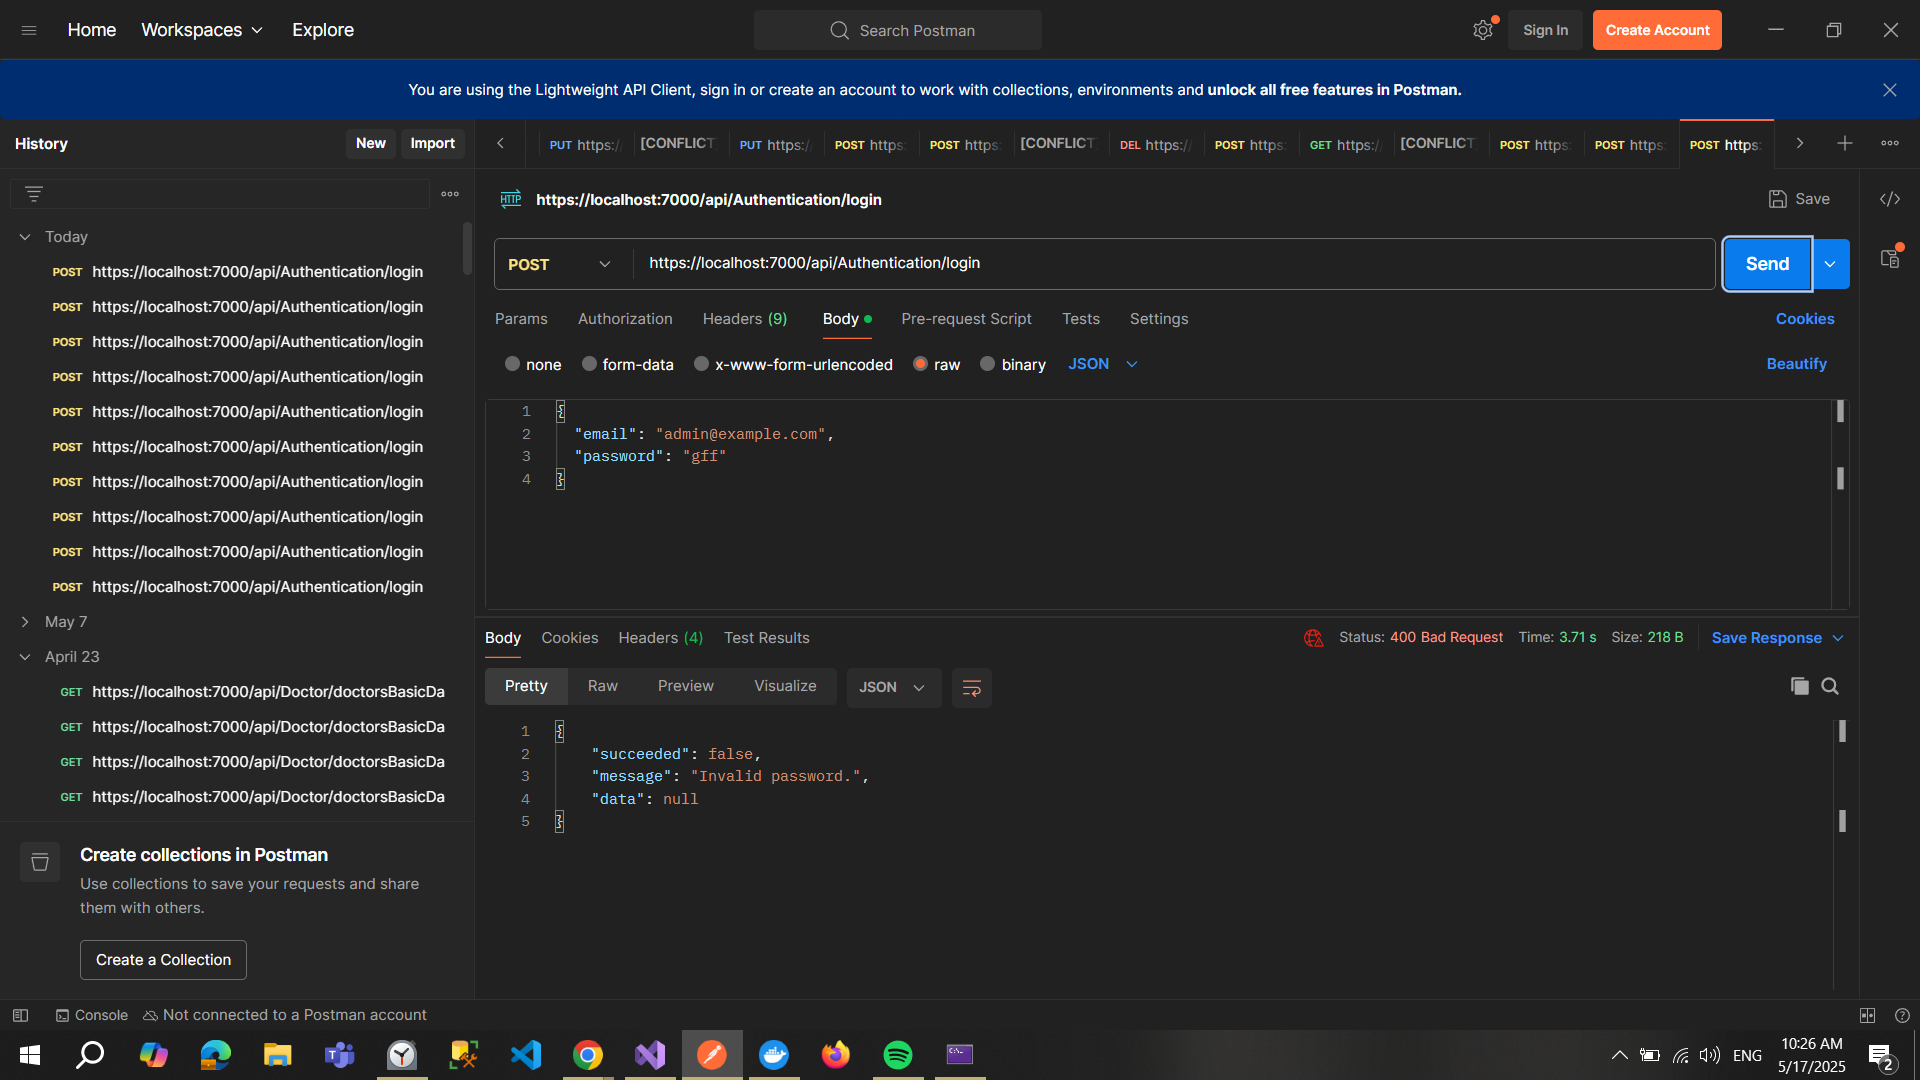 Home Workspaces Explore
Search Postman
Sign In Create Account
You are using the Lightweight API Client, sign in or create an account to work with collections, environments and unlock all free features in Postman.
History New Import
PUT https:/
[CONFLICT]
PUT https:/
POST https:
POST https:
[CONFLICT]
DEL https:/
POST https:
GET https:/
[CONFLICT]
POST https:
POST https:
POST https:
Today
POST https://localhost:7000/api/Authentication/login
POST https://localhost:7000/api/Authentication/login
POST https://localhost:7000/api/Authentication/login
POST https://localhost:7000/api/Authentication/login
POST https://localhost:7000/api/Authentication/login
POST https://localhost:7000/api/Authentication/login
POST https://localhost:7000/api/Authentication/login
POST https://localhost:7000/api/Authentication/login
POST https://localhost:7000/api/Authentication/login
POST https://localhost:7000/api/Authentication/login
May 7
April 23
GET https://localhost:7000/api/Doctor/doctorsBasicDa
GET https://localhost:7000/api/Doctor/doctorsBasicDa
GET https://localhost:7000/api/Doctor/doctorsBasicDa
GET https://localhost:7000/api/Doctor/doctorsBasicDa
Create collections in Postman
Use collections to save your requests and share
them with others.
Create a Collection
HTTP https://localhost:7000/api/Authentication/login
Save
POST https://localhost:7000/api/Authentication/login
Send
Params Authorization Headers (9) Body Pre-request Script Tests Settings
Cookies
none form-data x-www-form-urlencoded raw binary JSON
Beautify
1 {
2 "email": "admin@example.com",
3 "password": "gff"
4 }
Body Cookies Headers (4) Test Results
Status: 400 Bad Request Time: 3.71 s Size: 218 B
Save Response
Pretty Raw Preview Visualize JSON
1 {
2 "succeeded": false,
3 "message": "Invalid password.",
4 "data": null
5 }
Console Not connected to a Postman account
ENG
10:26 AM
5/17/2025
2